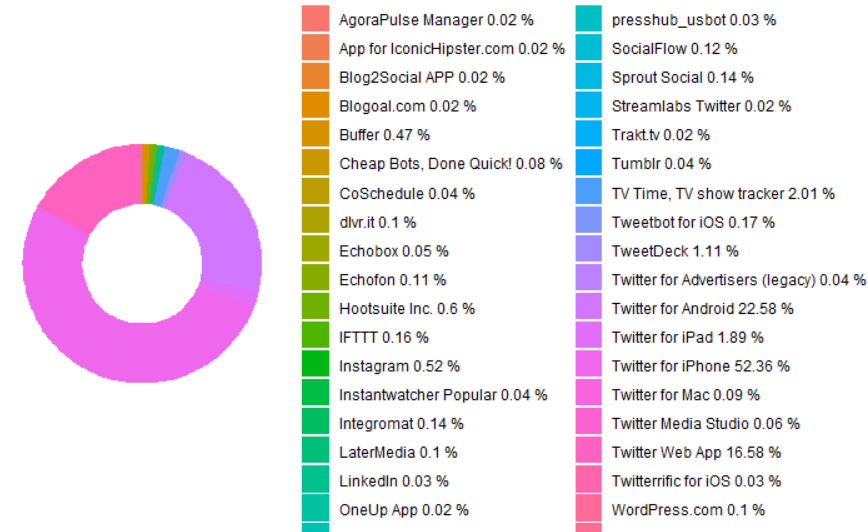 AgoraPulse Manager 0.02 %
App for IconicHipster.com 0.02 %
Blog2Social APP 0.02 %
Blogoal.com 0.02 %
Buffer 0.47 %
Cheap Bots, Done Quick! 0.08 %
CoSchedule 0.04 %
dlvr.it 0.1 %
Echobox 0.05 %
Echofon 0.11 %
Hootsuite Inc. 0.6 %
IFTTT 0.16 %
Instagram 0.52 %
Instantwatcher Popular 0.04 %
Integromat 0.14 %
LaterMedia 0.1 %
LinkedIn 0.03 %
OneUp App 0.02 %
presshub_usbot 0.03 %
SocialFlow 0.12 %
Sprout Social 0.14 %
Streamlabs Twitter 0.02 %
Trakt.tv 0.02 %
Tumblr 0.04 %
TV Time, TV show tracker 2.01 %
Tweetbot for iOS 0.17 %
TweetDeck 1.11 %
Twitter for Advertisers (legacy) 0.04 %
Twitter for Android 22.58 %
Twitter for iPad 1.89 %
Twitter for iPhone 52.36 %
Twitter for Mac 0.09 %
Twitter Media Studio 0.06 %
Twitter Web App 16.58 %
Twitterrific for iOS 0.03 %
WordPress.com 0.1 %